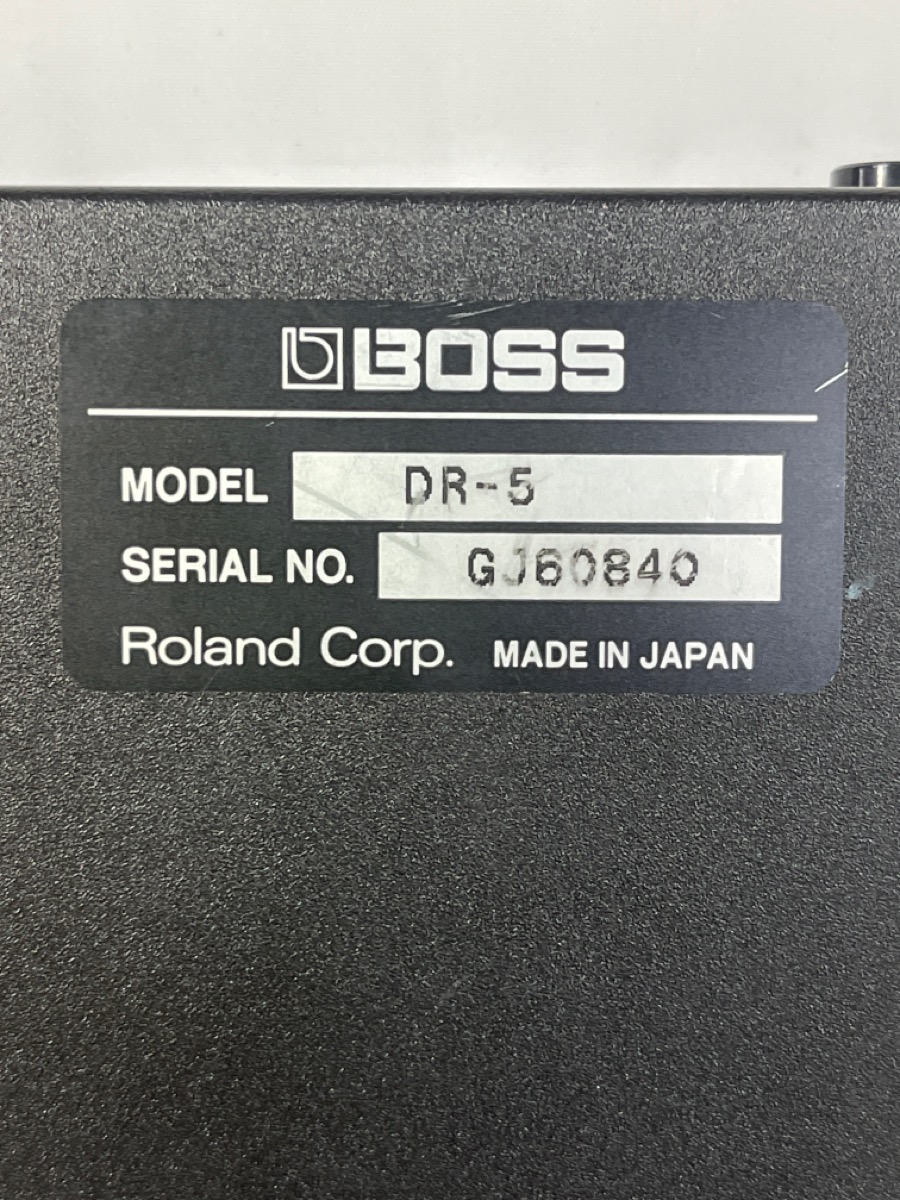 BOSS
MODEL DR-5
SERIAL NO. GJ60840
Roland Corp. MADE IN JAPAN